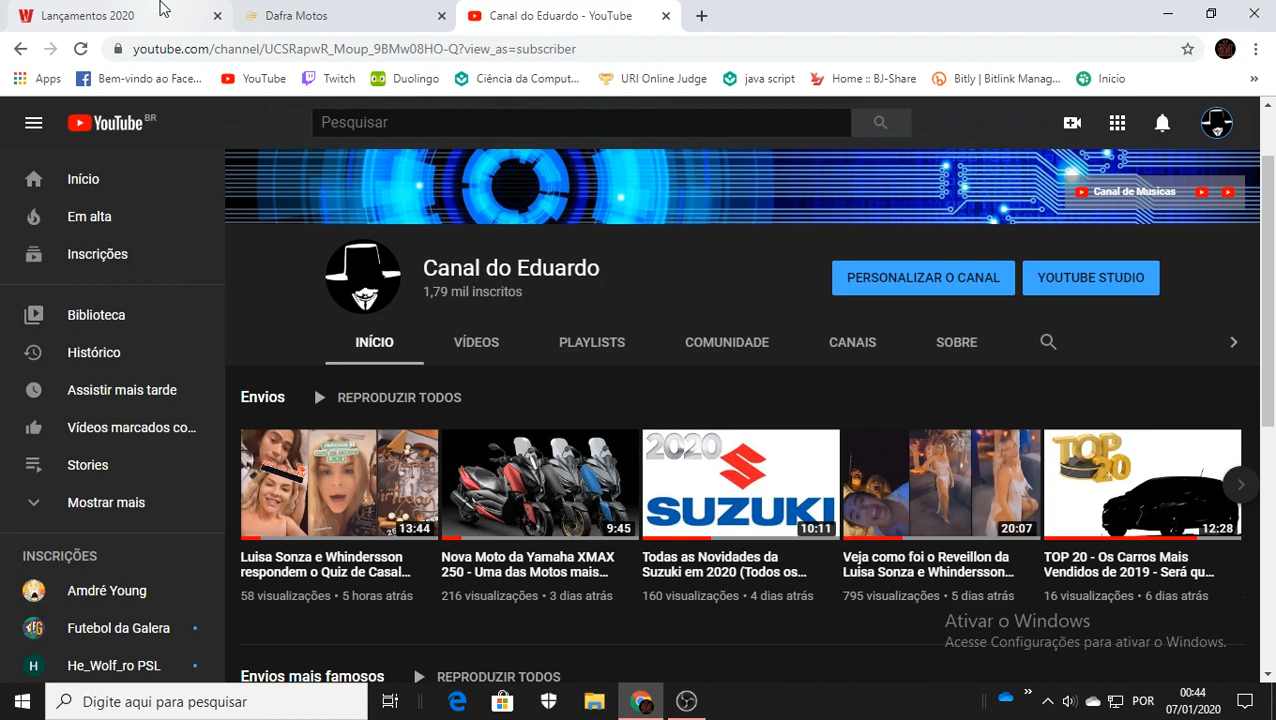 Lançamentos 2020
Dafra Motos
Canal do Eduardo - YouTube
youtube.com/channel/UCSRapwR_Moup_9BMw08HO-Q?view_as=subscriber
Apps
Bem-vindo ao Face...
YouTube
Twitch
Duolingo
Ciência da Comput...
URI Online Judge
java script
Home :: BJ-Share
Bitly | Bitlink Manag...
Inicio
»
YouTube BR
Pesquisar
Canal de Musicas
Início
Em alta
Inscrições
Biblioteca
Histórico
Assistir mais tarde
Vídeos marcados co...
Stories
Mostrar mais
INSCRIÇÕES
Amdré Young
Futebol da Galera
H He_Wolf_ro PSL
Canal do Eduardo
1,79 mil inscritos
PERSONALIZAR O CANAL
YOUTUBE STUDIO
INÍCIO
VÍDEOS
PLAYLISTS
COMUNIDADE
CANAIS
SOBRE
Envios
REPRODUZIR TODOS
13:44
Luisa Sonza e Whindersson
respondem o Quiz de Casal...
58 visualizações • 5 horas atrás
9:45
Nova Moto da Yamaha XMAX
250 - Uma das Motos mais...
216 visualizações • 3 dias atrás
2020
SUZUKI
10:11
Todas as Novidades da
Suzuki em 2020 (Todos os...
160 visualizações • 4 dias atrás
20:07
Veja como foi o Reveillon da
Luisa Sonza e Whindersson...
795 visualizações • 5 dias atrás
TOP
20
12:28
TOP 20 - Os Carros Mais
Vendidos de 2019 - Será qu...
16 visualizações • 6 dias atrás
Ativar o Windows
Acesse Configurações para ativar o Windows.
Envios mais famosos
REPRODUZIR TODOS
Digite aqui para pesquisar
»
POR
00:44
07/01/2020